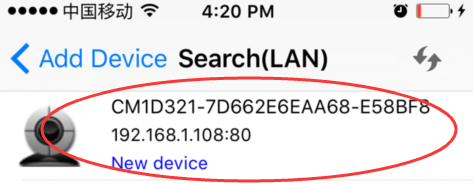 中国移动 4:20 PM
Add Device Search(LAN)
CM1D321-7D662E6EAA68-E58BF8
192.168.1.108:80
New device